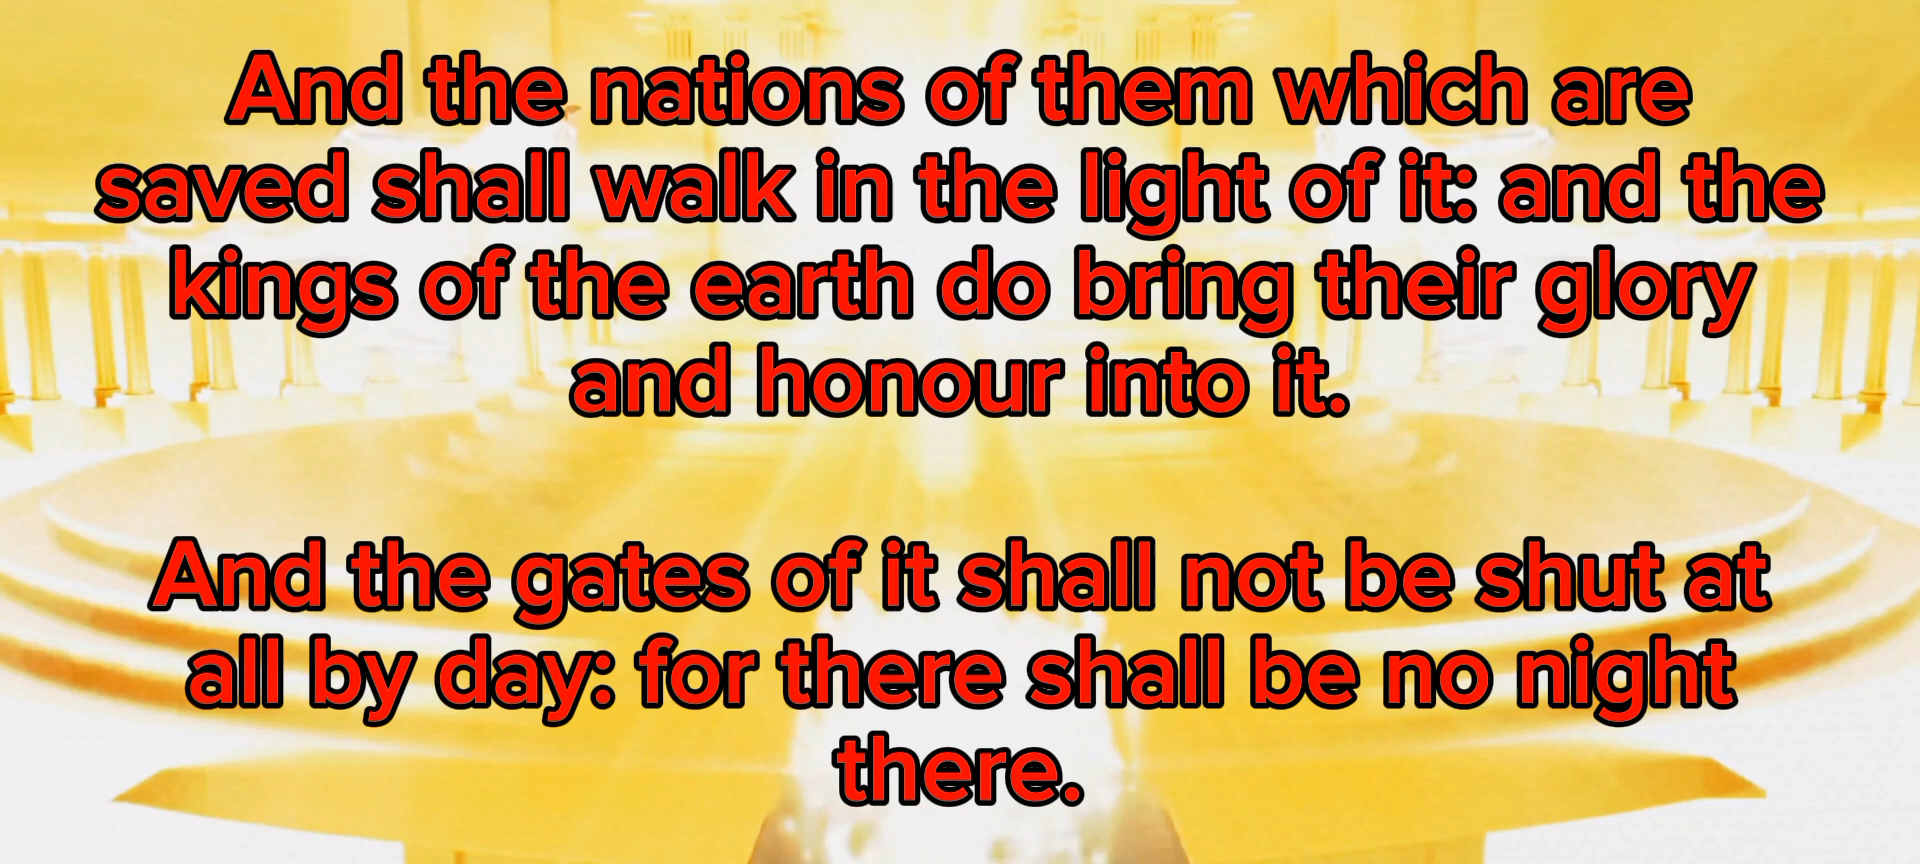 And the nations of them which are
saved shall walk in the light of it: and the
kings of the earth do bring their glory
and honour into it.
And the gates of it shall not be shut at
all by day: for there shall be no night
there.